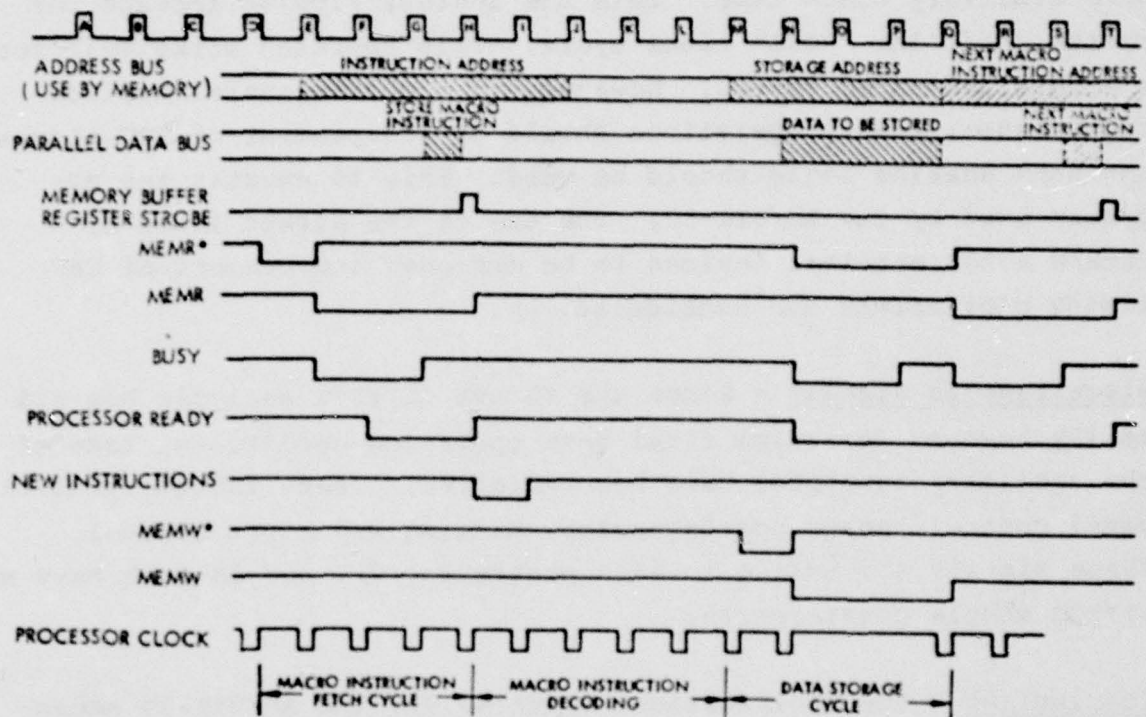 A B C D E F G H I J K L M N O P Q R S T
ADDRESS BUS
(USE BY MEMORY)
INSTRUCTION ADDRESS
STORAGE ADDRESS
NEXT MACRO
INSTRUCTION ADDRESS
STORE MACRO
INSTRUCTION
PARALLEL DATA BUS
DATA TO BE STORED
NEXT MACRO
INSTRUCTION
MEMORY BUFFER
REGISTER STROBE
MEMR*
MEMR
BUSY
PROCESSOR READY
NEW INSTRUCTIONS
MEMW*
MEMW
PROCESSOR CLOCK
MACRO INSTRUCTION
FETCH CYCLE
MACRO INSTRUCTION
DECODING
DATA STORAGE
CYCLE